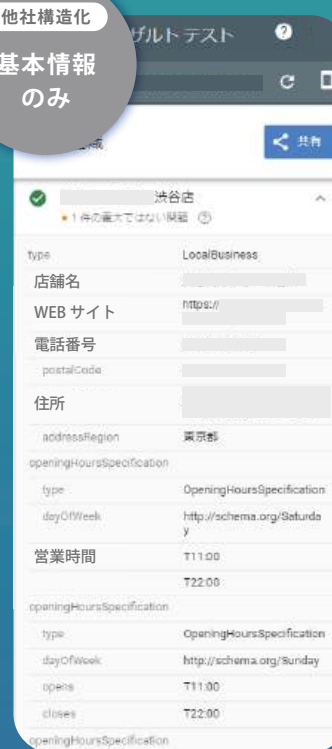 他社構造化
基本情報
のみ
ザルト テスト
共有
渋谷店
1 件の重大ではない問題
type LocalBusiness
店舗名
WEB サイト https://
電話番号
postalCode
住所
addressRegion 東京都
openingHoursSpecification
type OpeningHoursSpecification
dayOfWeek http://schema.org/Saturda
y
営業時間 T11:00
T22:00
openingHoursSpecification
type OpeningHoursSpecification
dayOfWeek http://schema.org/Sunday
opens T11:00
closes T22:00
openingHoursSpecification